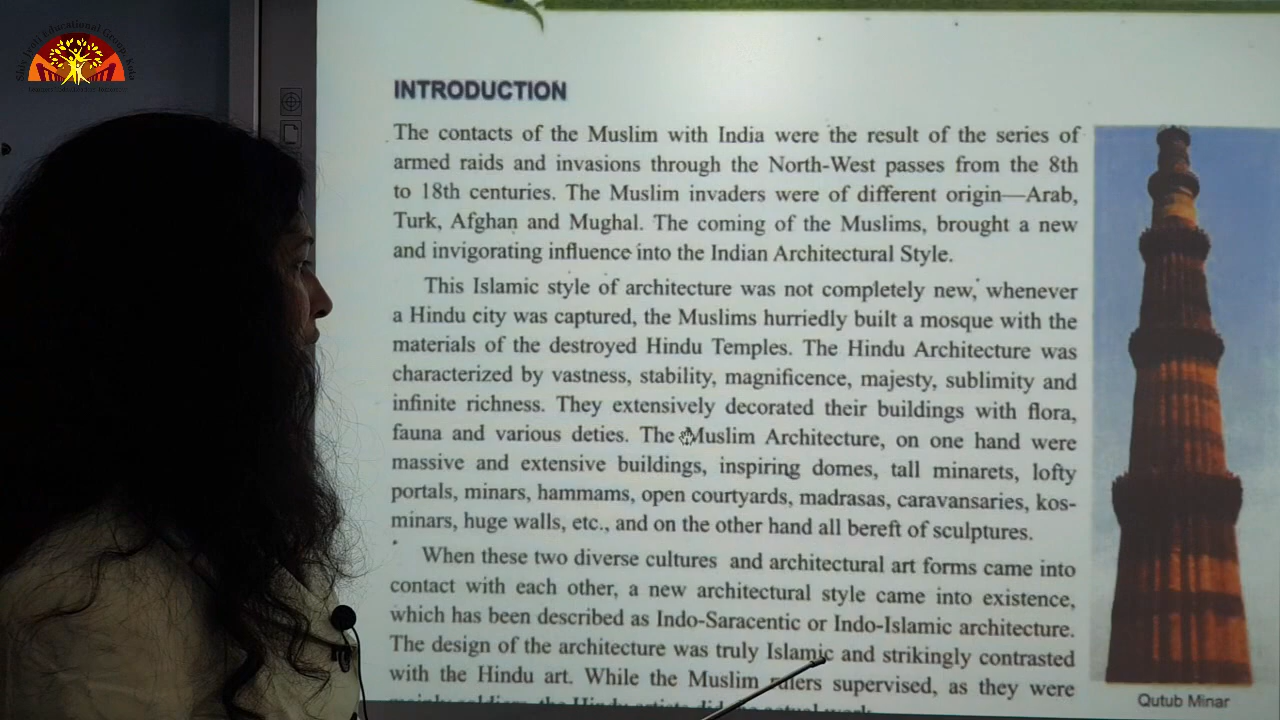 Shiv Jyoti Educational Group, Kota
INTRODUCTION
The contacts of the Muslim with India were the result of the series of
armed raids and invasions through the North-West passes from the 8th
to 18th centuries. The Muslim invaders were of different origin—Arab,
Turk, Afghan and Mughal. The coming of the Muslims, brought a new
and invigorating influence into the Indian Architectural Style.
This Islamic style of architecture was not completely new, whenever
a Hindu city was captured, the Muslims hurriedly built a mosque with the
materials of the destroyed Hindu Temples. The Hindu Architecture was
characterized by vastness, stability, magnificence, majesty, sublimity and
infinite richness. They extensively decorated their buildings with flora,
fauna and various deties. The Muslim Architecture, on one hand were
massive and extensive buildings, inspiring domes, tall minarets, lofty
portals, minars, hammams, open courtyards, madrasas, caravansaries, kos-
minars, huge walls, etc., and on the other hand all bereft of sculptures.
When these two diverse cultures and architectural art forms came into
contact with each other, a new architectural style came into existence,
which has been described as Indo-Saracentic or Indo-Islamic architecture.
The design of the architecture was truly Islamic and strikingly contrasted
with the Hindu art. While the Muslim rulers supervised, as they were
Qutub Minar